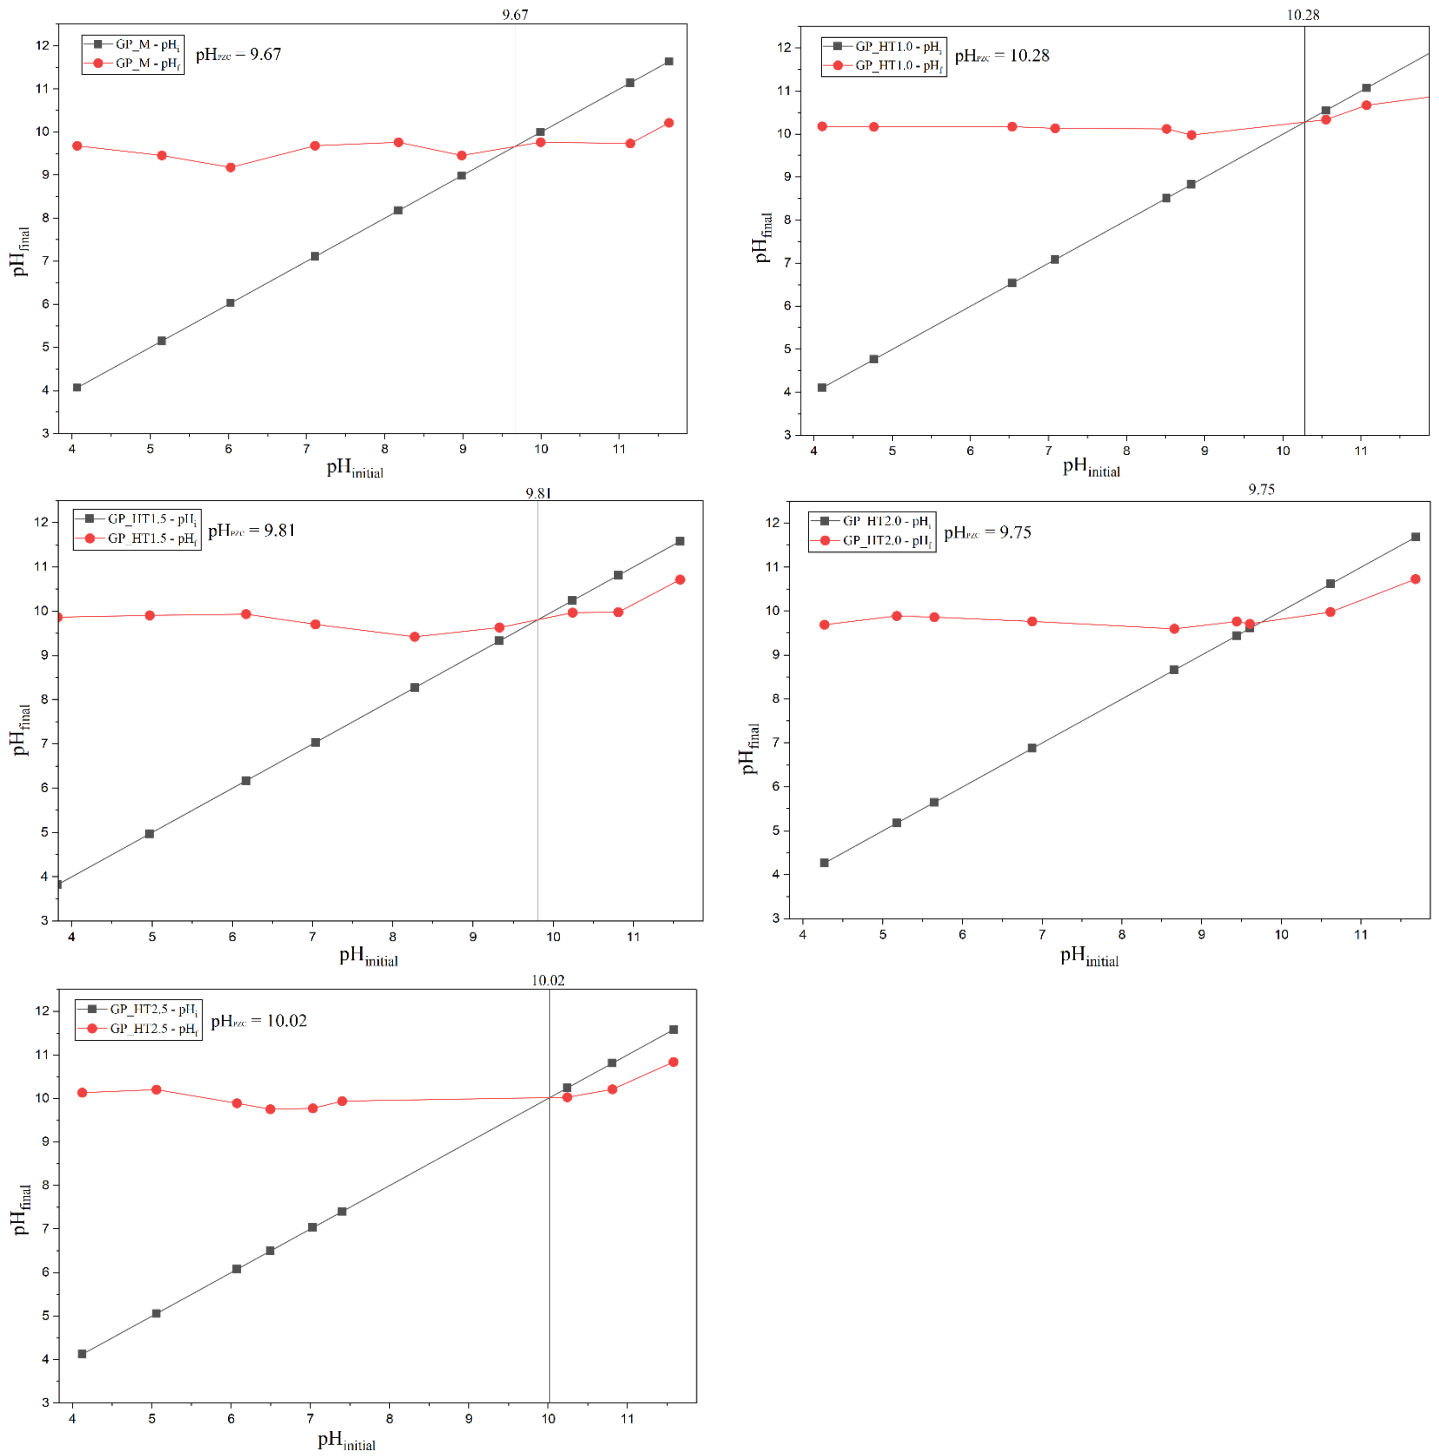 9.67
GP_M - pHi
GP_M - pHf
pHPZC = 9.67
12
11
10
9
8
7
6
5
4
3
pHfinal
4 5 6 7 8 9 10 11
pHinitial
10.28
GP_HT1.0 - pHi
GP_HT1.0 - pHf
pHPZC = 10.28
12
11
10
9
8
7
6
5
4
3
pHfinal
4 5 6 7 8 9 10 11
pHinitial
9.81
GP_HT1.5 - pHi
GP_HT1.5 - pHf
pHPZC = 9.81
12
11
10
9
8
7
6
5
4
3
pHfinal
4 5 6 7 8 9 10 11
pHinitial
9.75
GP_HT2.0 - pHi
GP_HT2.0 - pHf
pHPZC = 9.75
12
11
10
9
8
7
6
5
4
3
pHfinal
4 5 6 7 8 9 10 11
pHinitial
10.02
GP_HT2.5 - pHi
GP_HT2.5 - pHf
pHPZC = 10.02
12
11
10
9
8
7
6
5
4
3
pHfinal
4 5 6 7 8 9 10 11
pHinitial